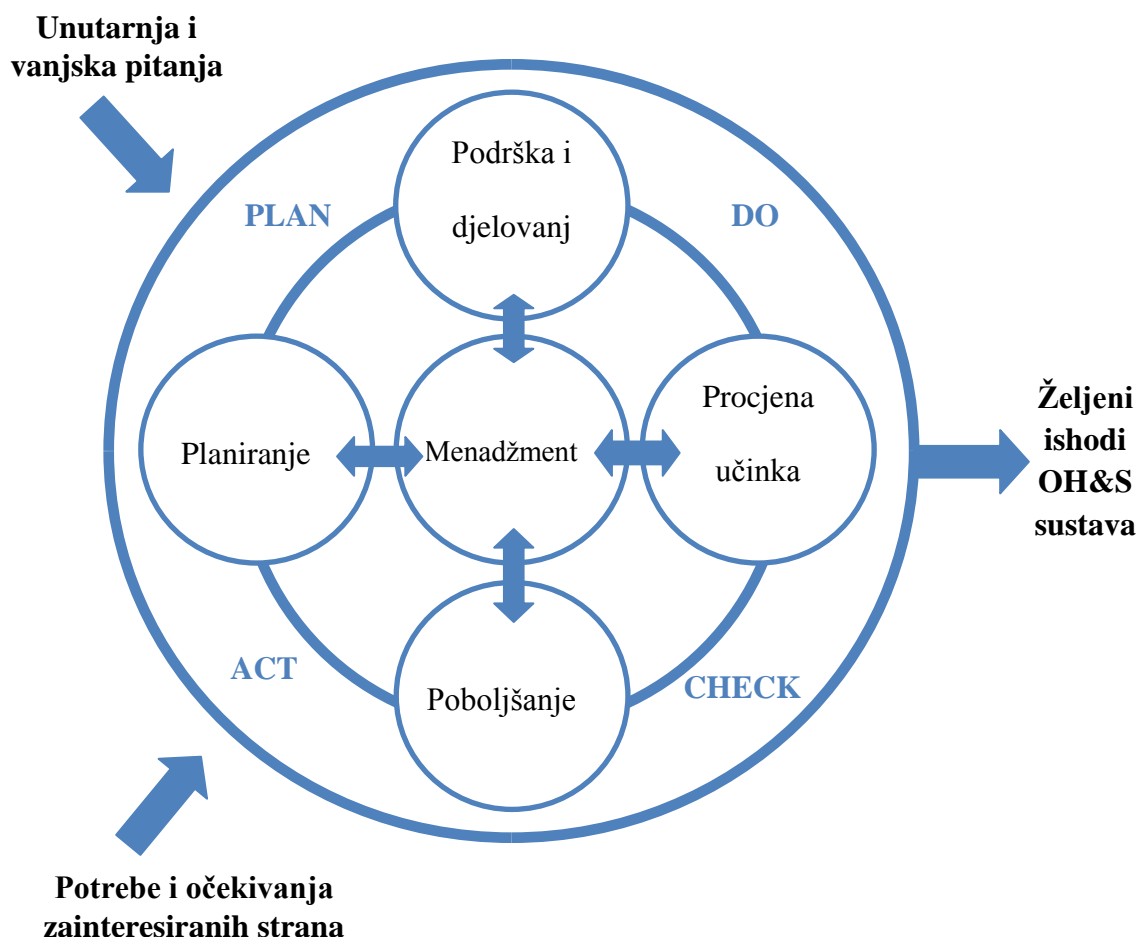 Unutarnja i
vanjska pitanja
Podrška i
djelovanj
PLAN
DO
Planiranje
Menadžment
Procjena
učinka
Željeni
ishodi
OH&S
sustava
ACT
Poboljšanje
CHECK
Potrebe i očekivanja
zainteresiranih strana